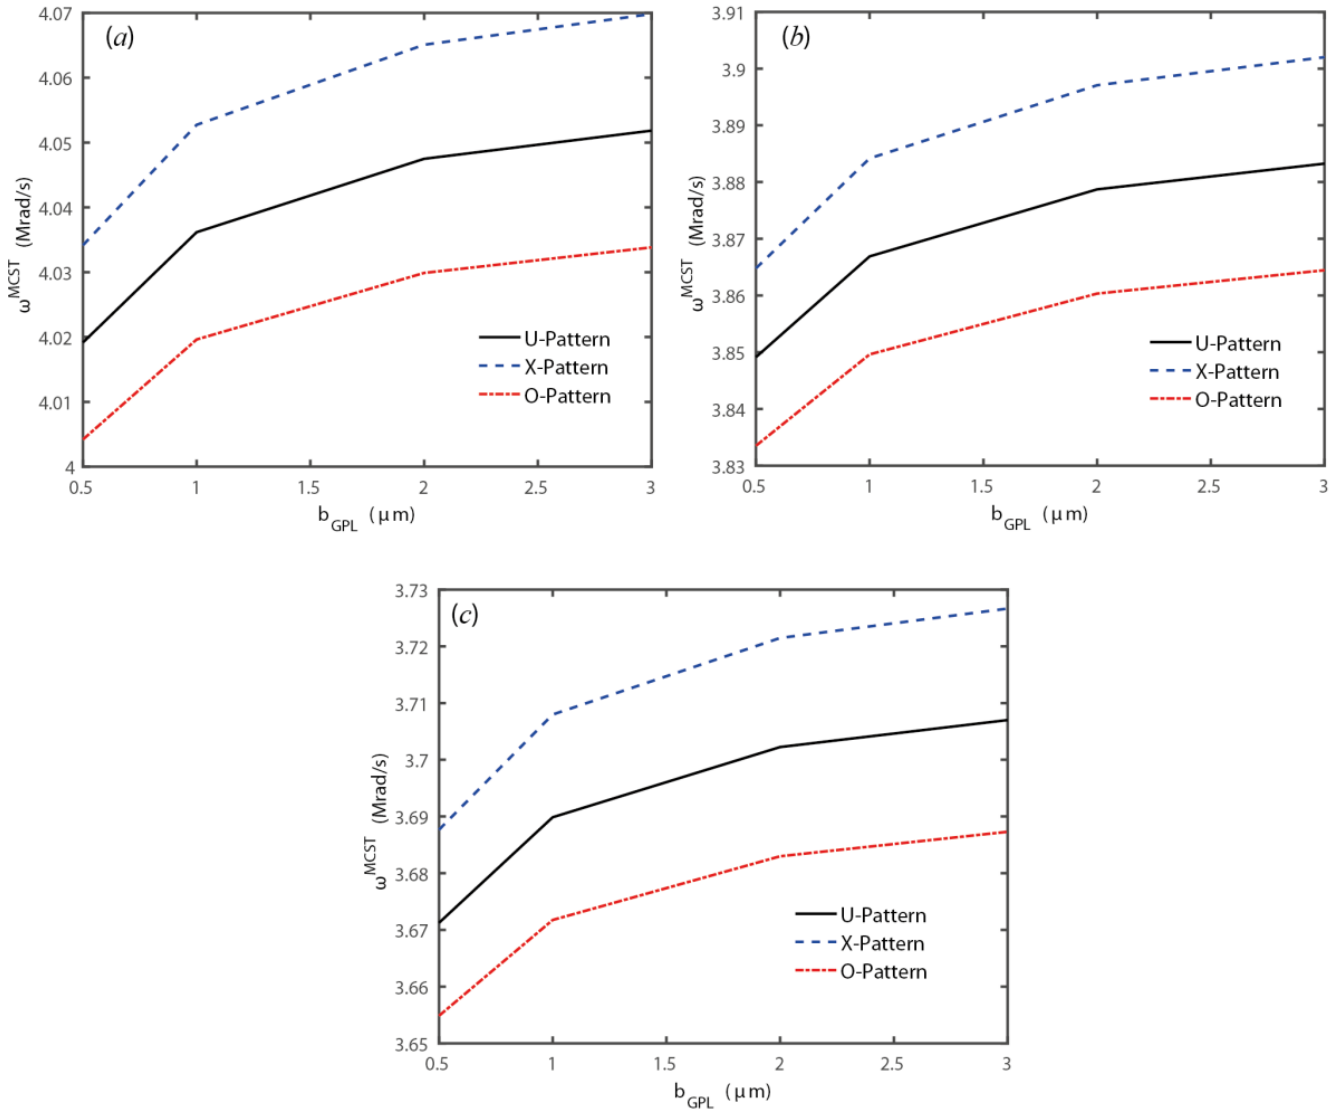 (a)
4.07
4.06
4.05
4.04
4.03
4.02
4.01
4
ω^MCST (Mrad/s)
U-Pattern
X-Pattern
O-Pattern
0.5 1 1.5 2 2.5 3
b_GPL (μm)
(b)
3.91
3.9
3.89
3.88
3.87
3.86
3.85
3.84
3.83
ω^MCST (Mrad/s)
U-Pattern
X-Pattern
O-Pattern
0.5 1 1.5 2 2.5 3
b_GPL (μm)
(c)
3.73
3.72
3.71
3.7
3.69
3.68
3.67
3.66
3.65
ω^MCST (Mrad/s)
U-Pattern
X-Pattern
O-Pattern
0.5 1 1.5 2 2.5 3
b_GPL (μm)